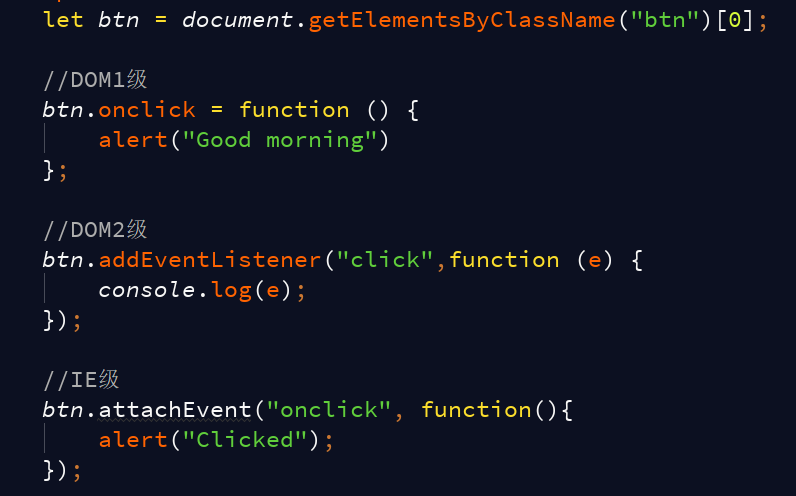 let btn = document.getElementsByClassName("btn")[0];
//DOM1级
btn.onclick = function () {
alert("Good morning")
};
//DOM2级
btn.addEventListener("click",function (e) {
console.log(e);
});
//IE级
btn.attachEvent("onclick", function(){
alert("Clicked");
});